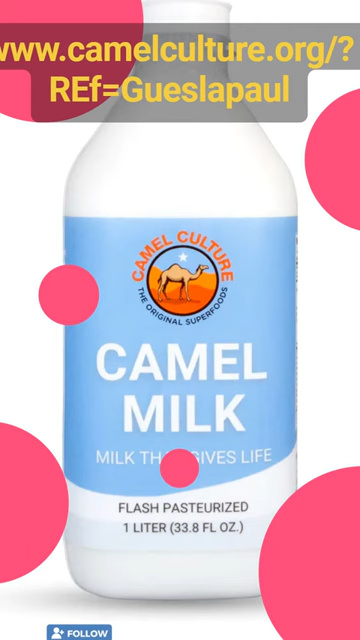 www.camelculture.org/?
REf=Gueslapaul
CAMEL CULTURE
THE ORIGINAL SUPERFOODS
CAMEL
MILK
MILK GIVES LIFE
FLASH PASTEURIZED
1 LITER (33.8 FL OZ.)
FOLLOW